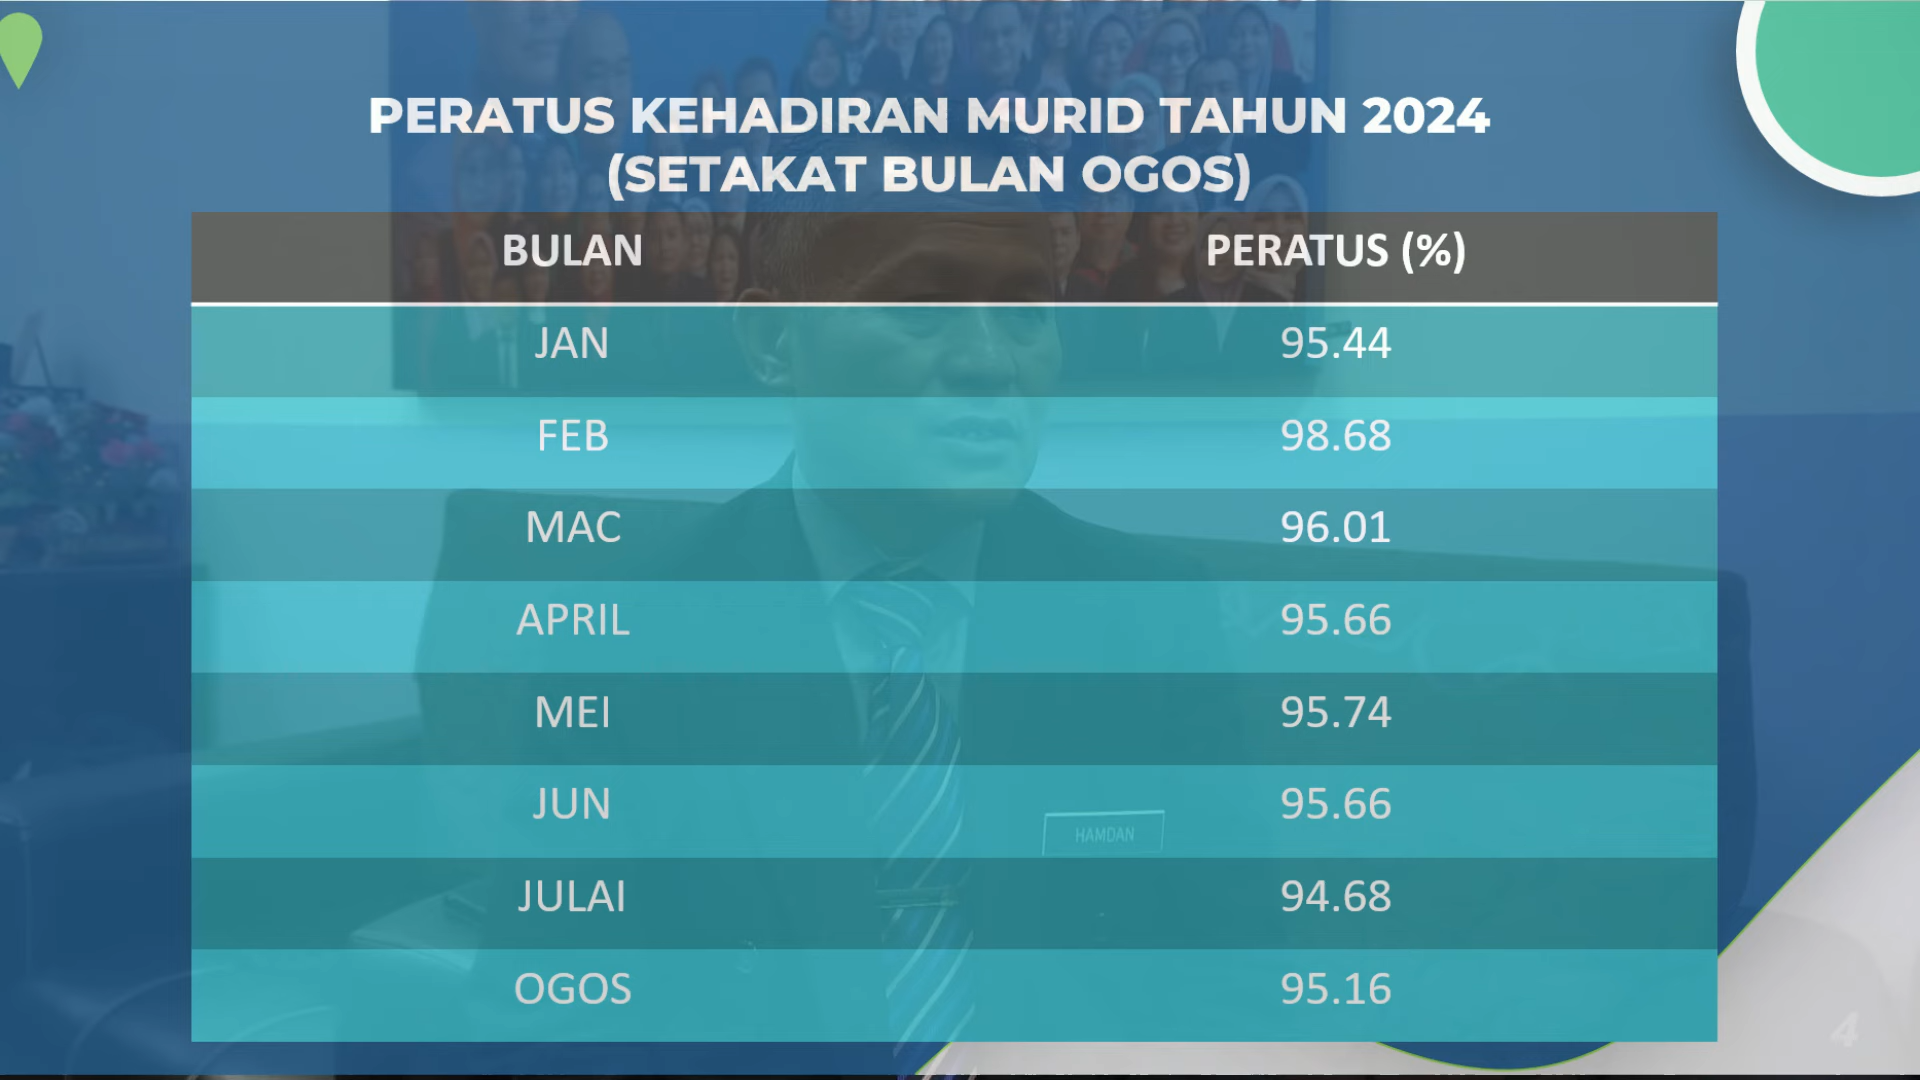 PERATUS KEHADIRAN MURID TAHUN 2024
(SETAKAT BULAN OGOS)
BULAN PERATUS (%)
JAN 95.44
FEB 98.68
MAC 96.01
APRIL 95.66
MEI 95.74
JUN 95.66
HAMDAN
JULAI 94.68
OGOS 95.16
4